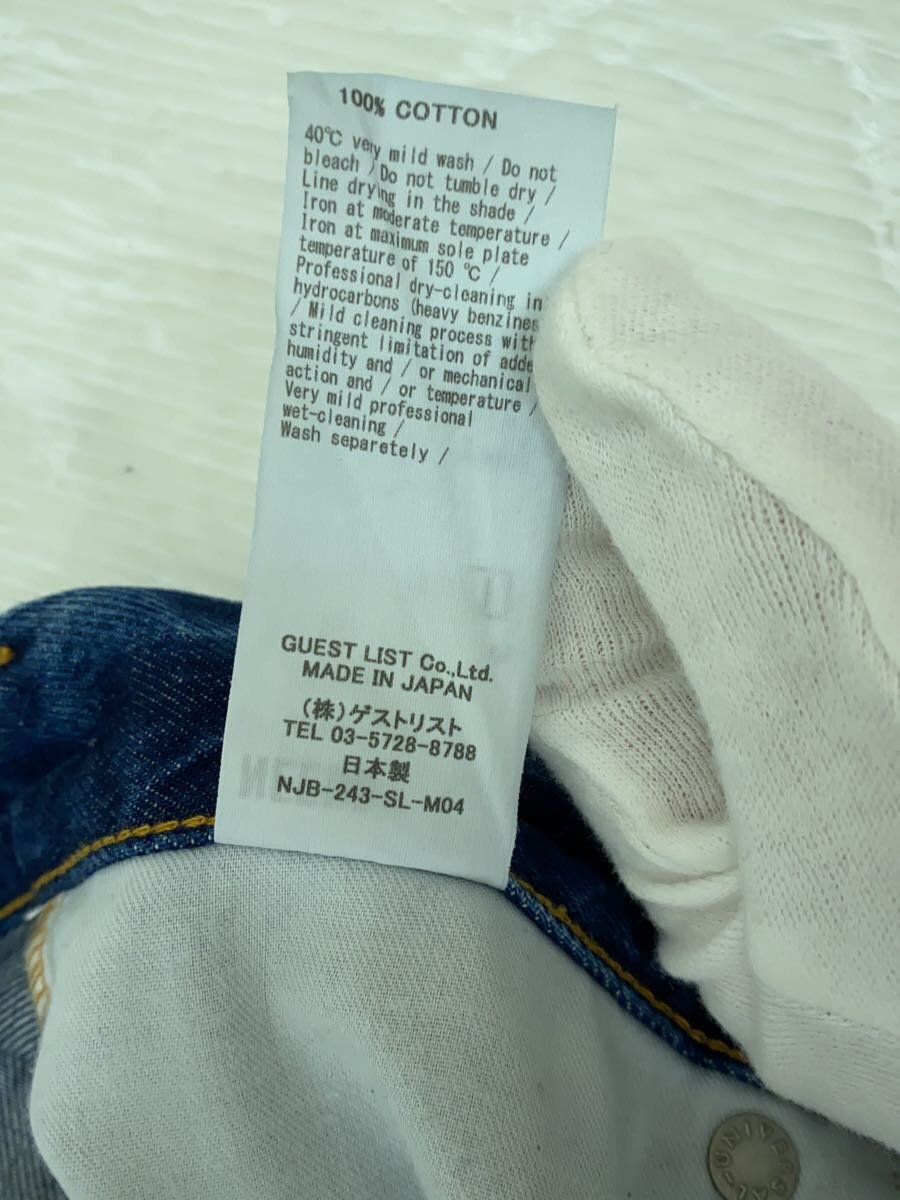 100% COTTON
40℃ very mild wash / Do not
bleach / Do not tumble dry /
Line drying in the shade /
Iron at moderate temperature /
Iron at maximum sole plate
temperature of 150 ℃ /
Professional dry-cleaning in
hydrocarbons (heavy benzines
/ Mild cleaning process with
stringent limitation of adde
humidity and / or mechanical
action and / or temperature /
Very mild professional
wet-cleaning /
Wash separetely /
GUEST LIST Co.,Ltd.
MADE IN JAPAN
(株)ゲストリスト
TEL 03-5728-8788
日本製
NJB-243-SL-M04
UNIVERSAL